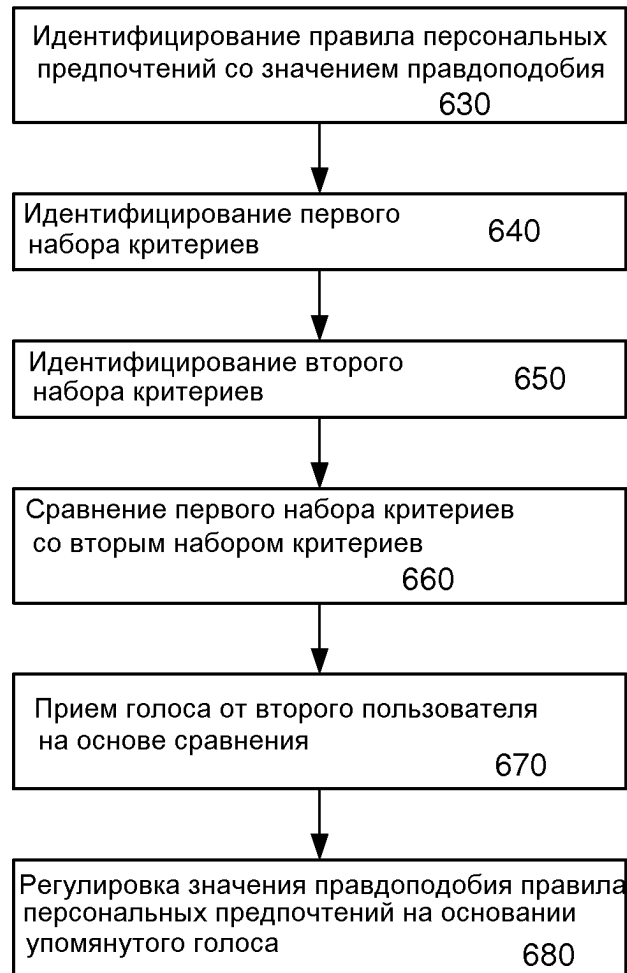 Идентифицирование правила персональных
предпочтений со значением правдоподобия
630
Идентифицирование первого
набора критериев
640
Идентифицирование второго
набора критериев
650
Сравнение первого набора критериев
со вторым набором критериев
660
Прием голоса от второго пользователя
на основе сравнения
670
Регулировка значения правдоподобия правила
персональных предпочтений на основании
упомянутого голоса
680